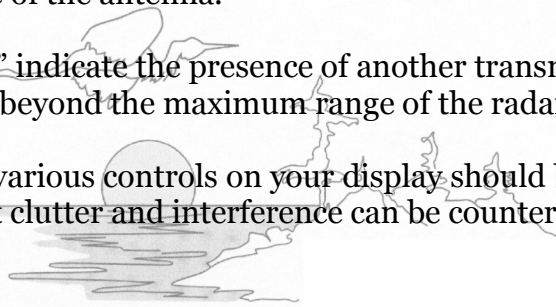 of the antenna.
” indicate the presence of another
beyond the maximum range of the
various controls on your display should
clutter and interference can be